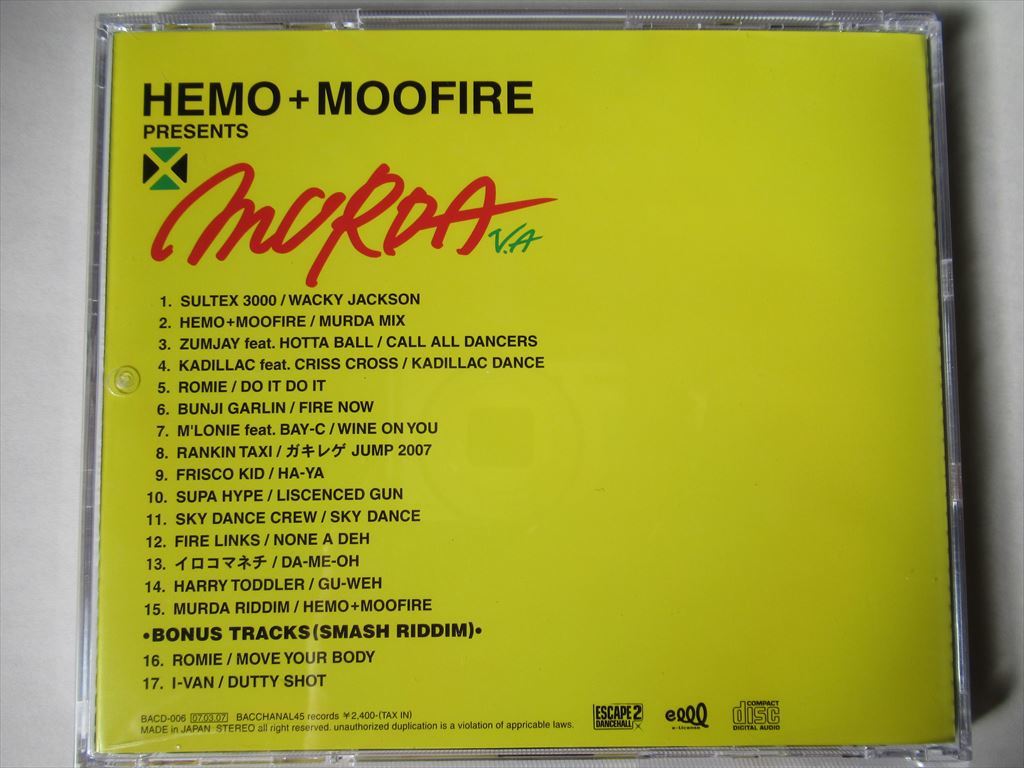 HEMO+MOOFIRE
PRESENTS
MURDA V.A
1. SULTEX 3000 / WACKY JACKSON
2. HEMO+MOOFIRE / MURDA MIX
3. ZUMJAY feat. HOTTA BALL / CALL ALL DANCERS
4. KADILLAC feat. CRISS CROSS / KADILLAC DANCE
5. ROMIE / DO IT DO IT
6. BUNJI GARLIN / FIRE NOW
7. M'LONIE feat. BAY-C / WINE ON YOU
8. RANKIN TAXI / ガキレゲ JUMP 2007
9. FRISCO KID / HA-YA
10. SUPA HYPE / LISCENCED GUN
11. SKY DANCE CREW / SKY DANCE
12. FIRE LINKS / NONE A DEH
13. イロコマネチ / DA-ME-OH
14. HARRY TODDLER / GU-WEH
15. MURDA RIDDIM / HEMO+MOOFIRE
•BONUS TRACKS(SMASH RIDDIM)•
16. ROMIE / MOVE YOUR BODY
17. I-VAN / DUTTY SHOT
BACD-006 07.03.07 BACCHANAL45 records ¥2,400-(TAX IN)
MADE in JAPAN STEREO all right reserved. unauthorized duplication is a violation of appricable laws.
ESCAPE 2
DANCEHALL
e-License
COMPACT
disc
DIGITAL AUDIO